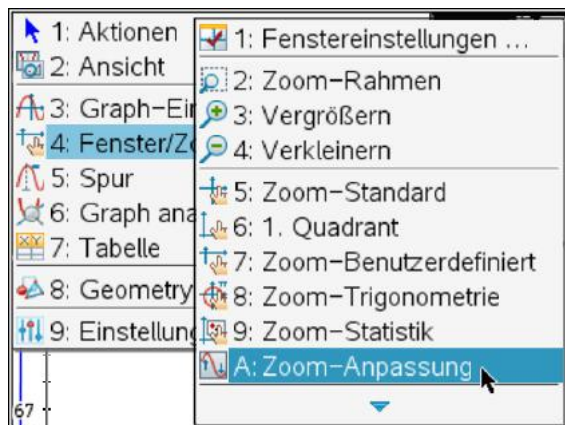 1: Aktionen
2: Ansicht
3: Graph-Ein
4: Fenster/Zo
5: Spur
6: Graph ana
7: Tabelle
8: Geometry
9: Einstellung
67
1: Fenstereinstellungen ...
2: Zoom-Rahmen
3: Vergrößern
4: Verkleinern
5: Zoom-Standard
6: 1. Quadrant
7: Zoom-Benutzerdefiniert
8: Zoom-Trigonometrie
9: Zoom-Statistik
A: Zoom-Anpassung